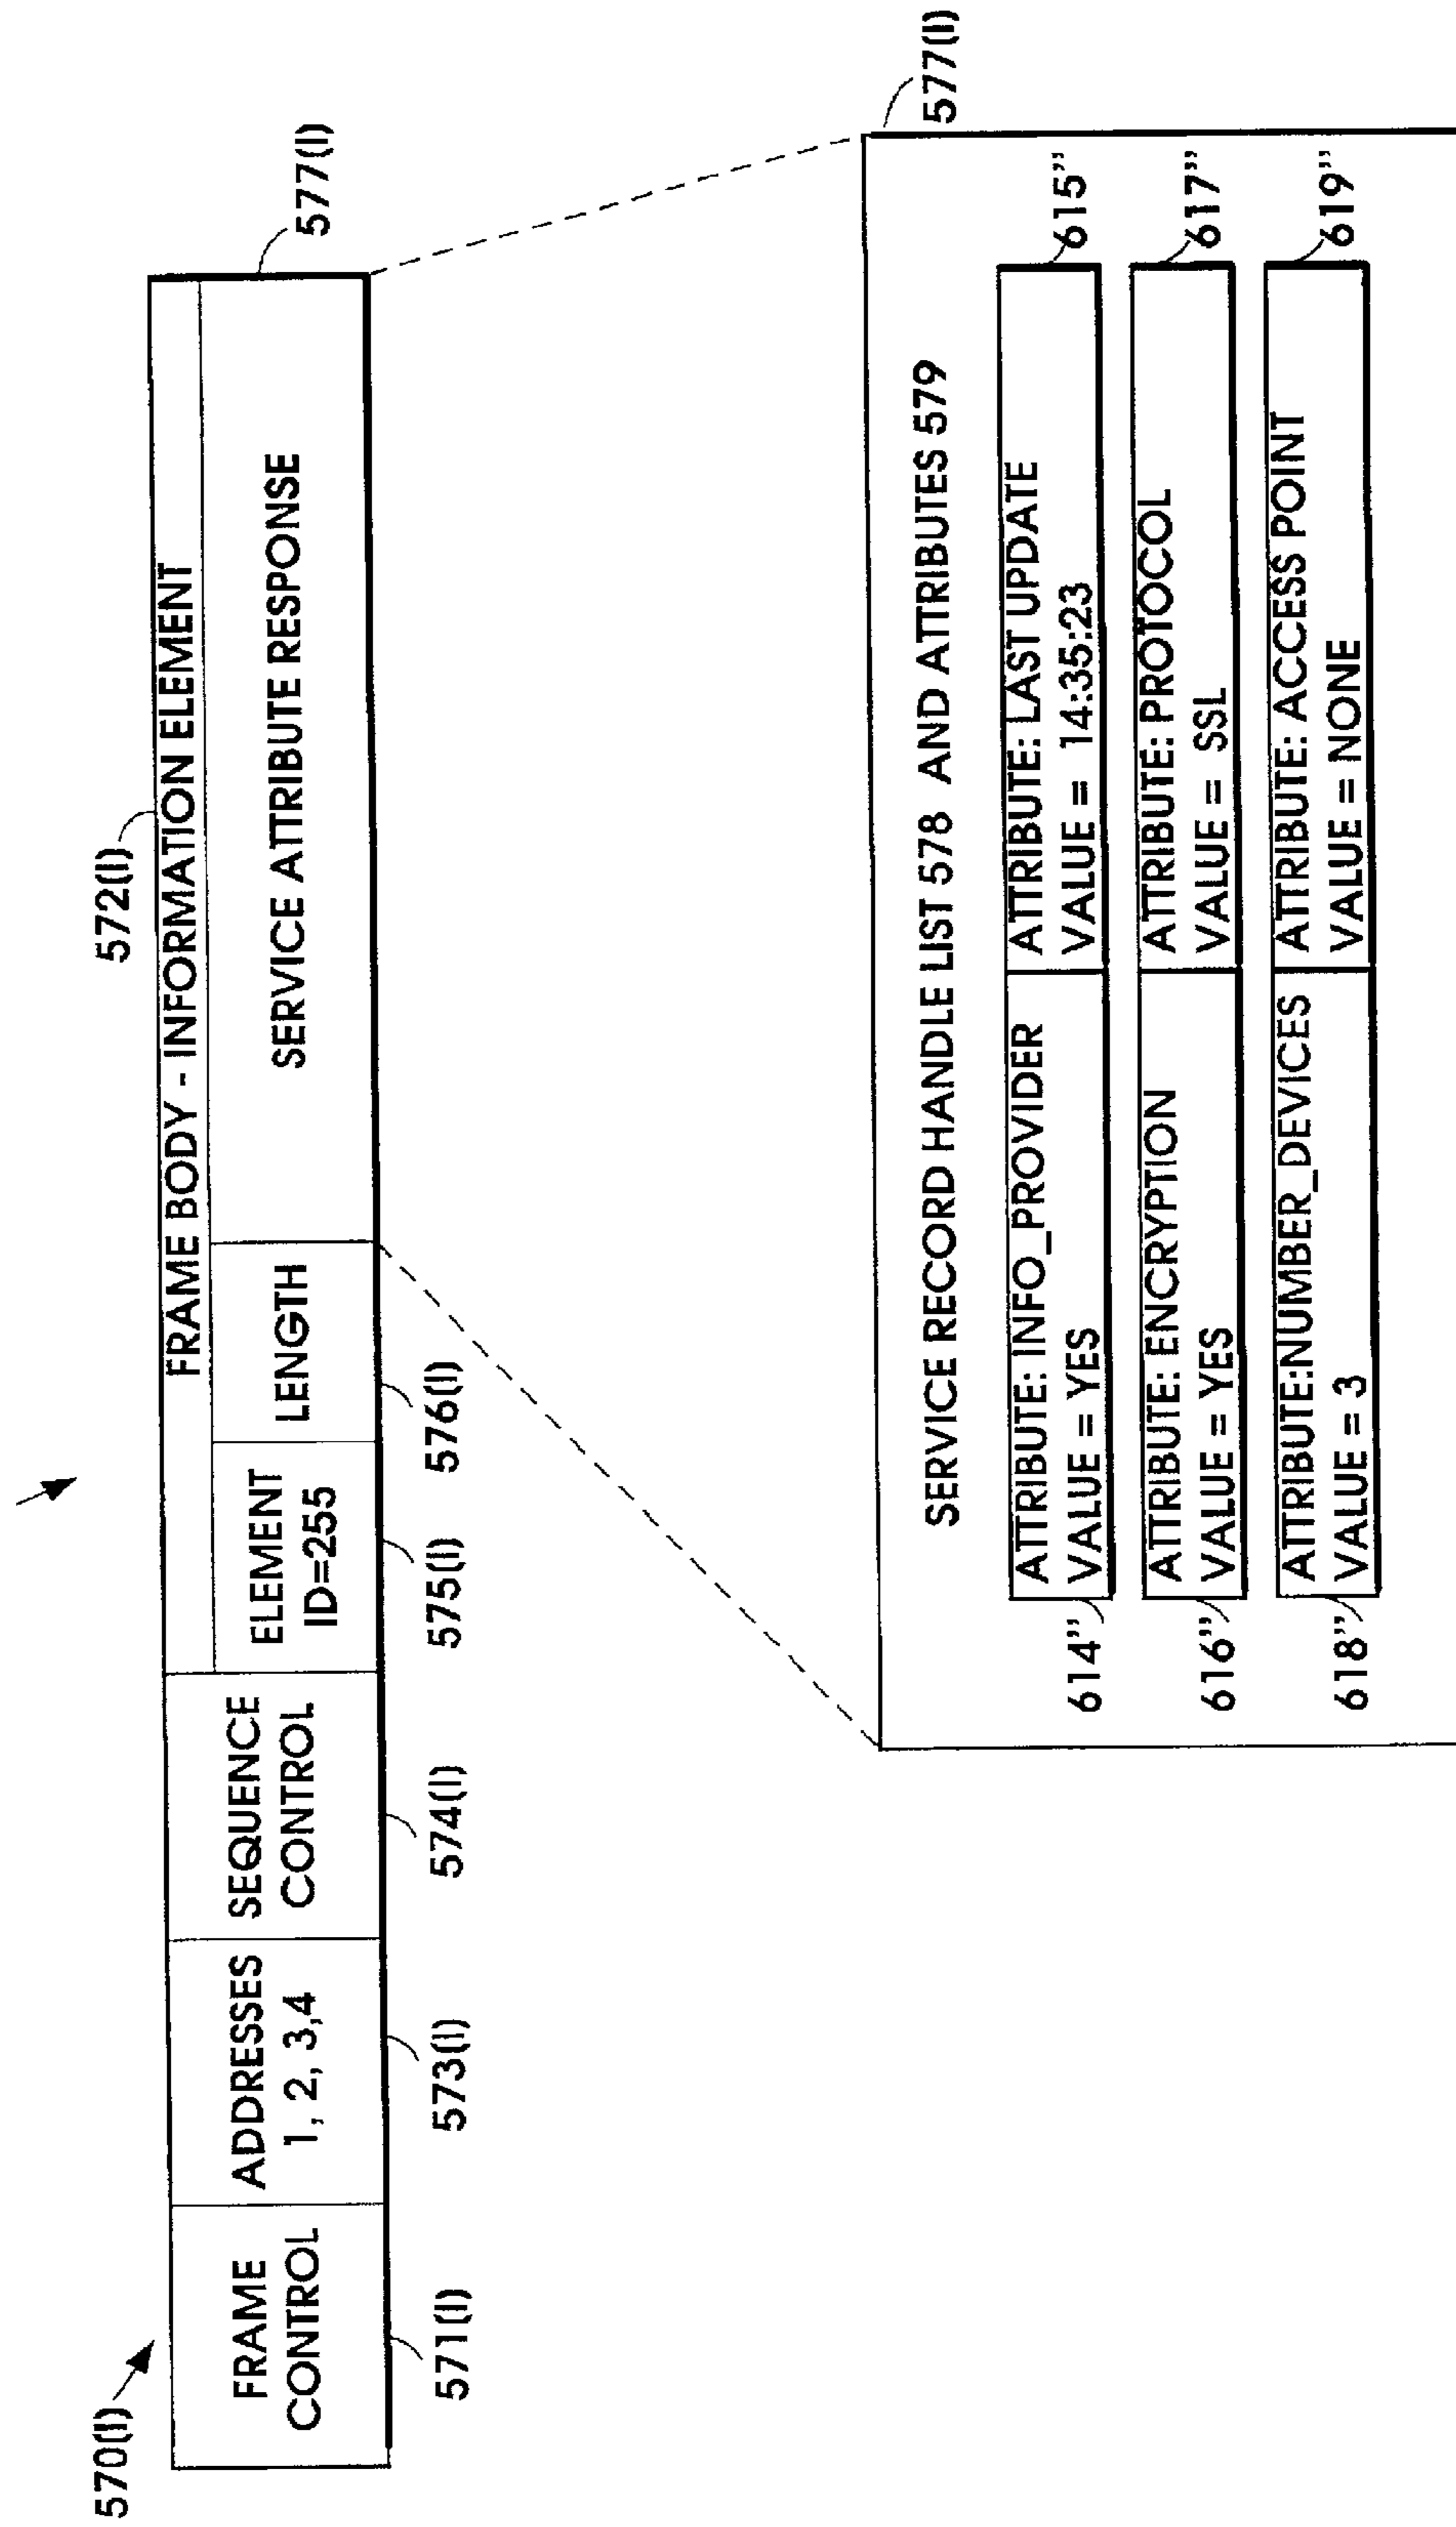 570(I)
572(I)
FRAME
CONTROL
ADDRESSES
1, 2, 3,4
SEQUENCE
CONTROL
FRAME BODY - INFORMATION ELEMENT
ELEMENT
ID=255
LENGTH
SERVICE ATTRIBUTE RESPONSE
577(I)
571(I)
573(I)
574(I)
575(I)
576(I)
577(I)
SERVICE RECORD HANDLE LIST 578 AND ATTRIBUTES 579
614”
ATTRIBUTE: INFO_PROVIDER
VALUE = YES
ATTRIBUTE: LAST UPDATE
VALUE = 14:35:23
615”
616”
ATTRIBUTE: ENCRYPTION
VALUE = YES
ATTRIBUTE: PROTOCOL
VALUE = SSL
617”
618”
ATTRIBUTE:NUMBER_DEVICES
VALUE = 3
ATTRIBUTE: ACCESS POINT
VALUE = NONE
619”